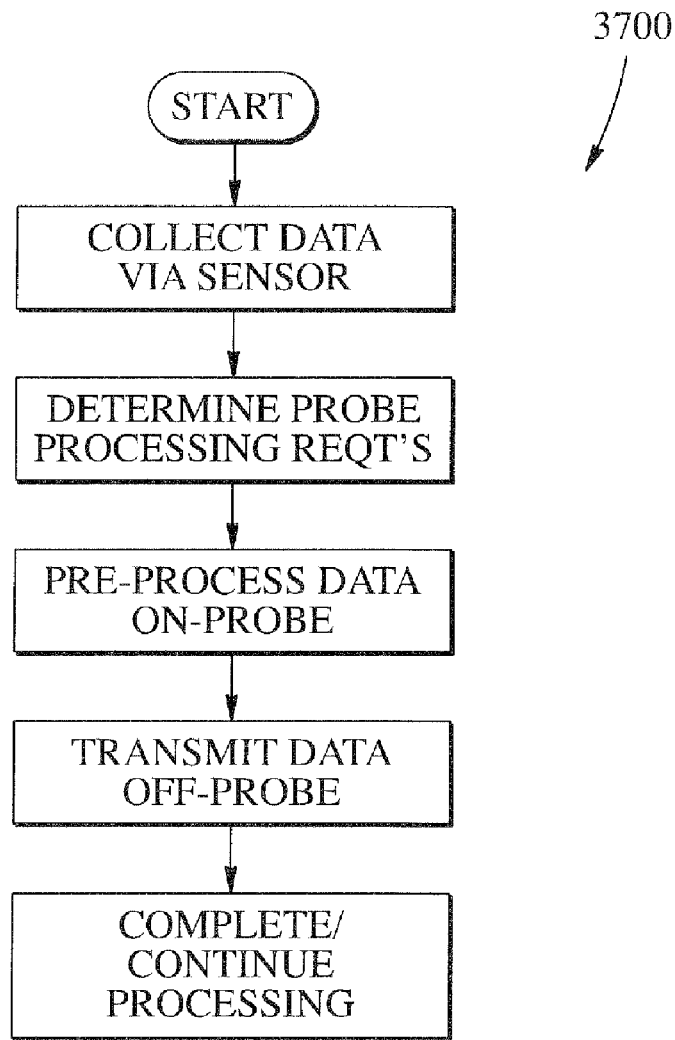 3700
START
COLLECT DATA
VIA SENSOR
DETERMINE PROBE
PROCESSING REQT'S
PRE-PROCESS DATA
ON-PROBE
TRANSMIT DATA
OFF-PROBE
COMPLETE/
CONTINUE
PROCESSING